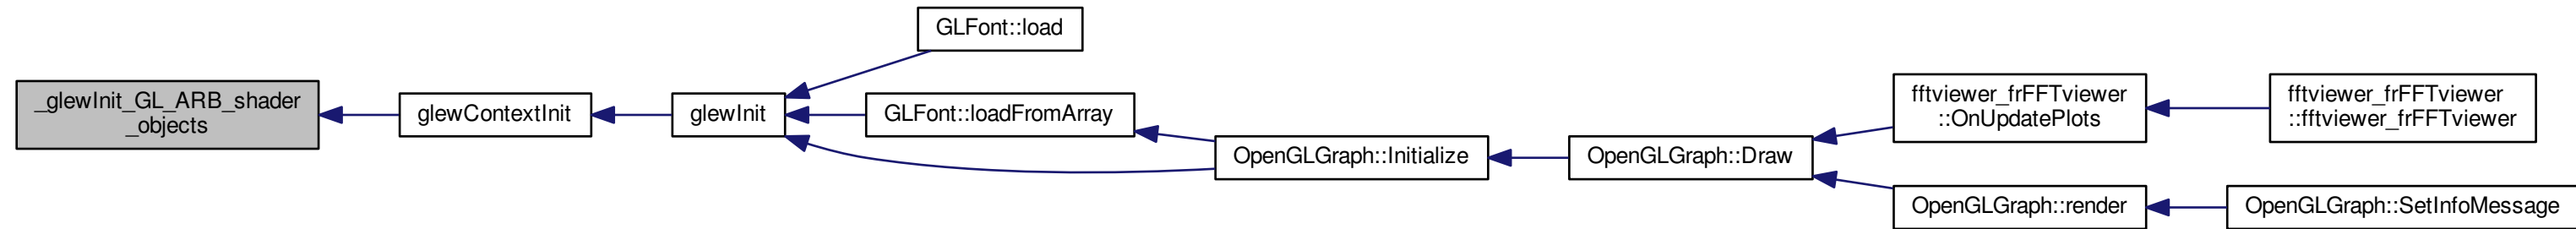 GLFont::load
_glewInit_GL_ARB_shader
_objects
glewContextInit
glewInit
GLFont::loadFromArray
OpenGLGraph::Initialize
OpenGLGraph::Draw
fftviewer_frFFTviewer
::OnUpdatePlots
fftviewer_frFFTviewer
::fftviewer_frFFTviewer
OpenGLGraph::render
OpenGLGraph::SetInfoMessage